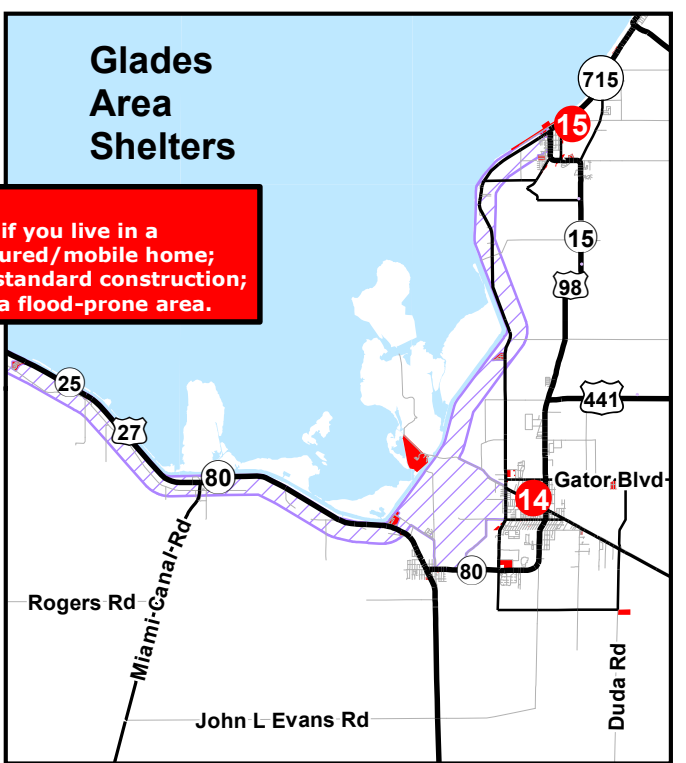 Glades
Area
Shelters
if you live in a
ured/mobile home;
standard construction;
a flood-prone area.
715
15
15
98
441
25
27
80
Gator Blvd
14
80
Rogers Rd
Miami-Canal-Rd
John L Evans Rd
Duda Rd